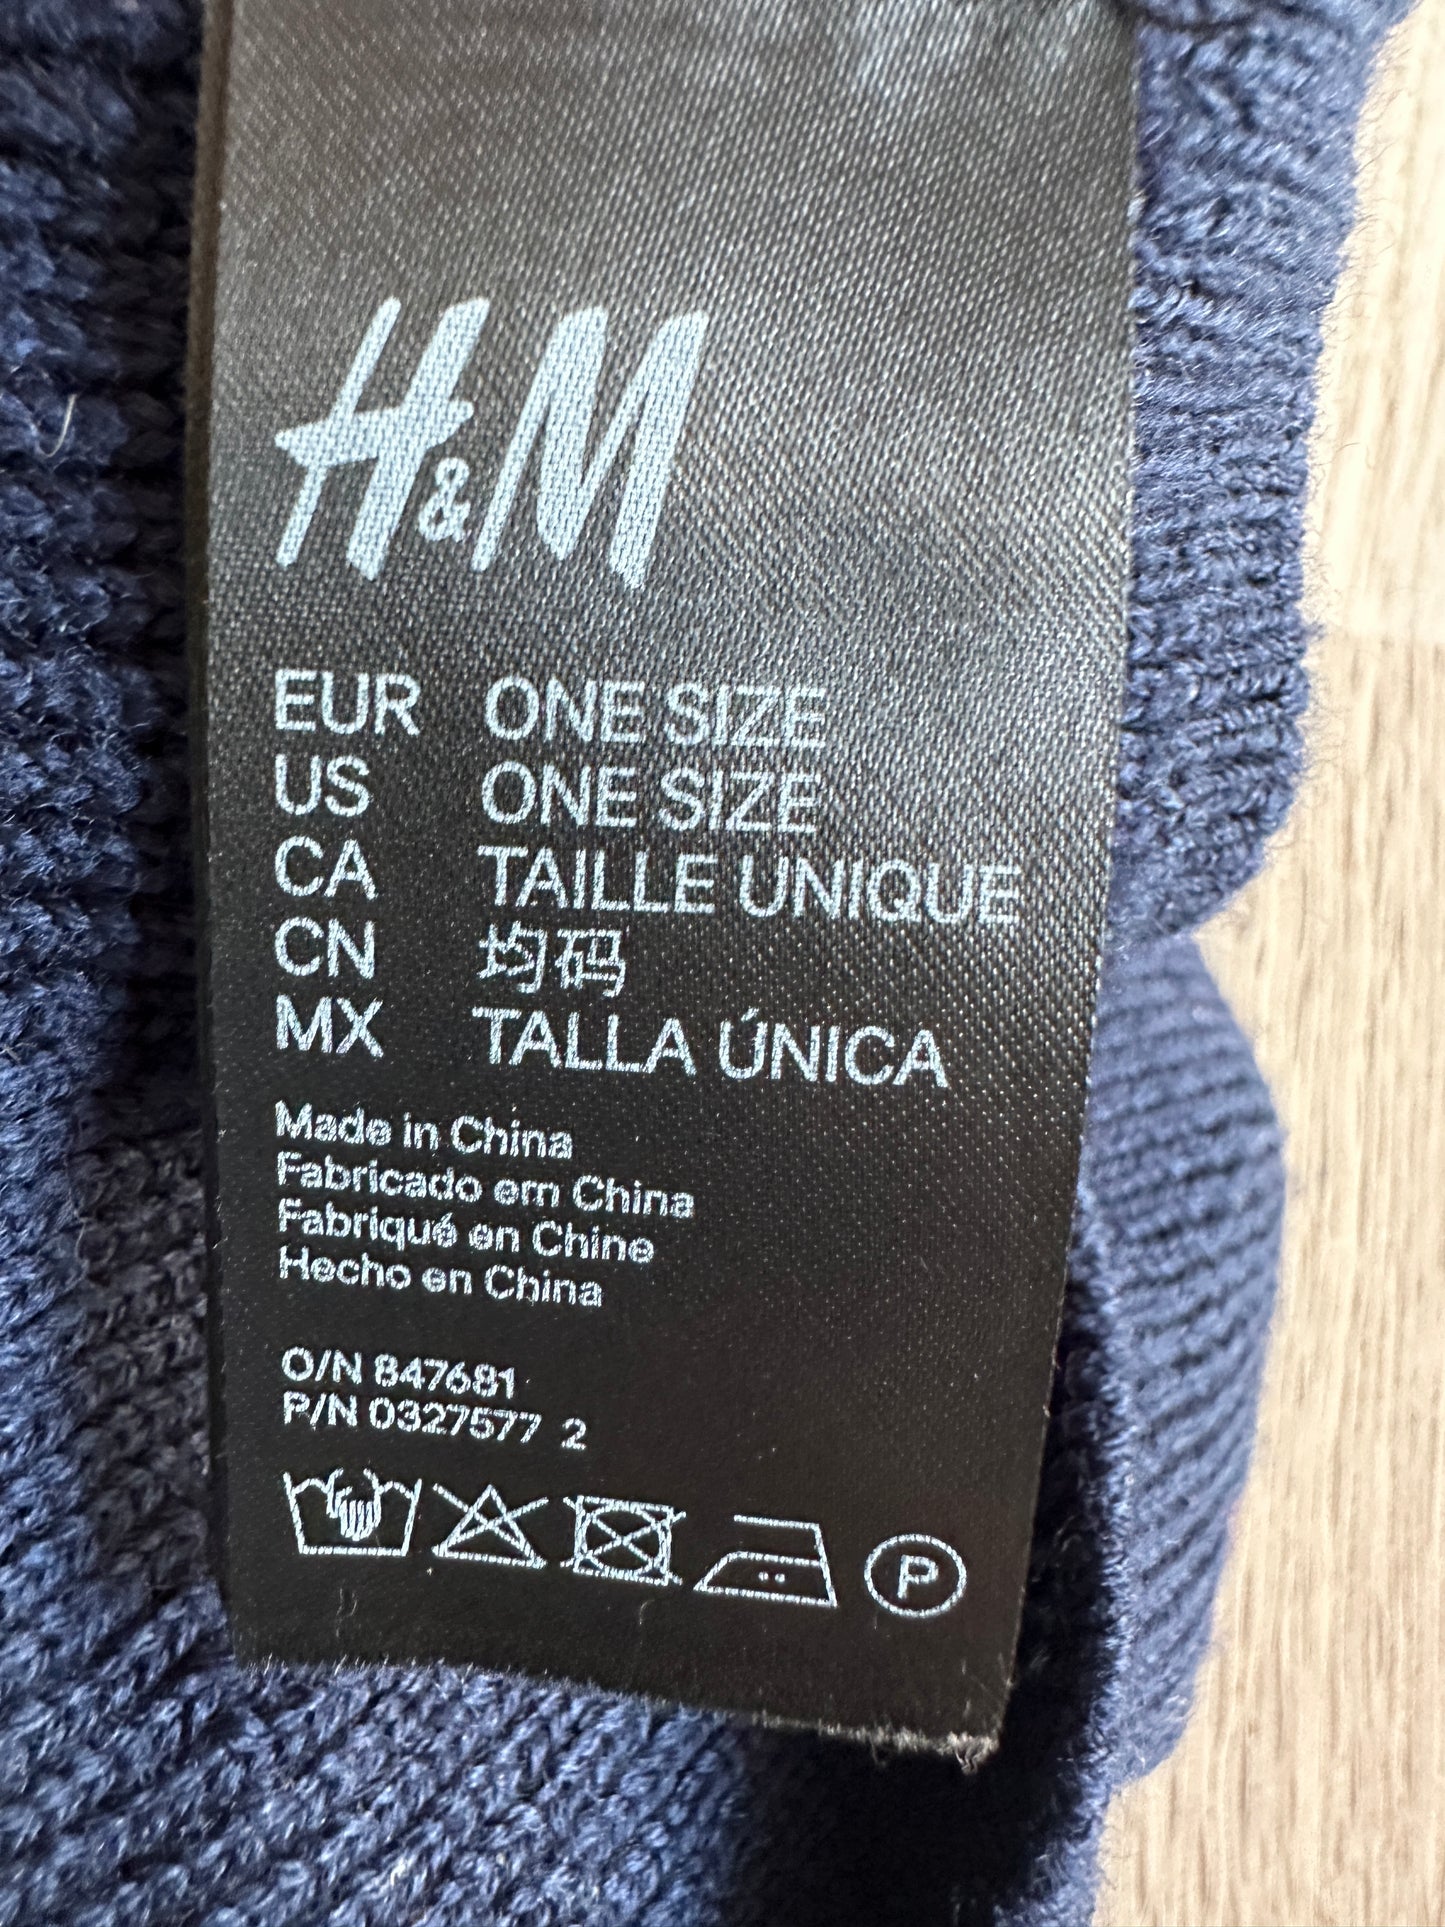 H&M
EUR ONE SIZE
US ONE SIZE
CA TAILLE UNIQUE
CN 均码
MX TALLA ÚNICA
Made in China
Fabricado em China
Fabriqué en Chine
Hecho en China
O/N 847681
P/N 0327577 2
P